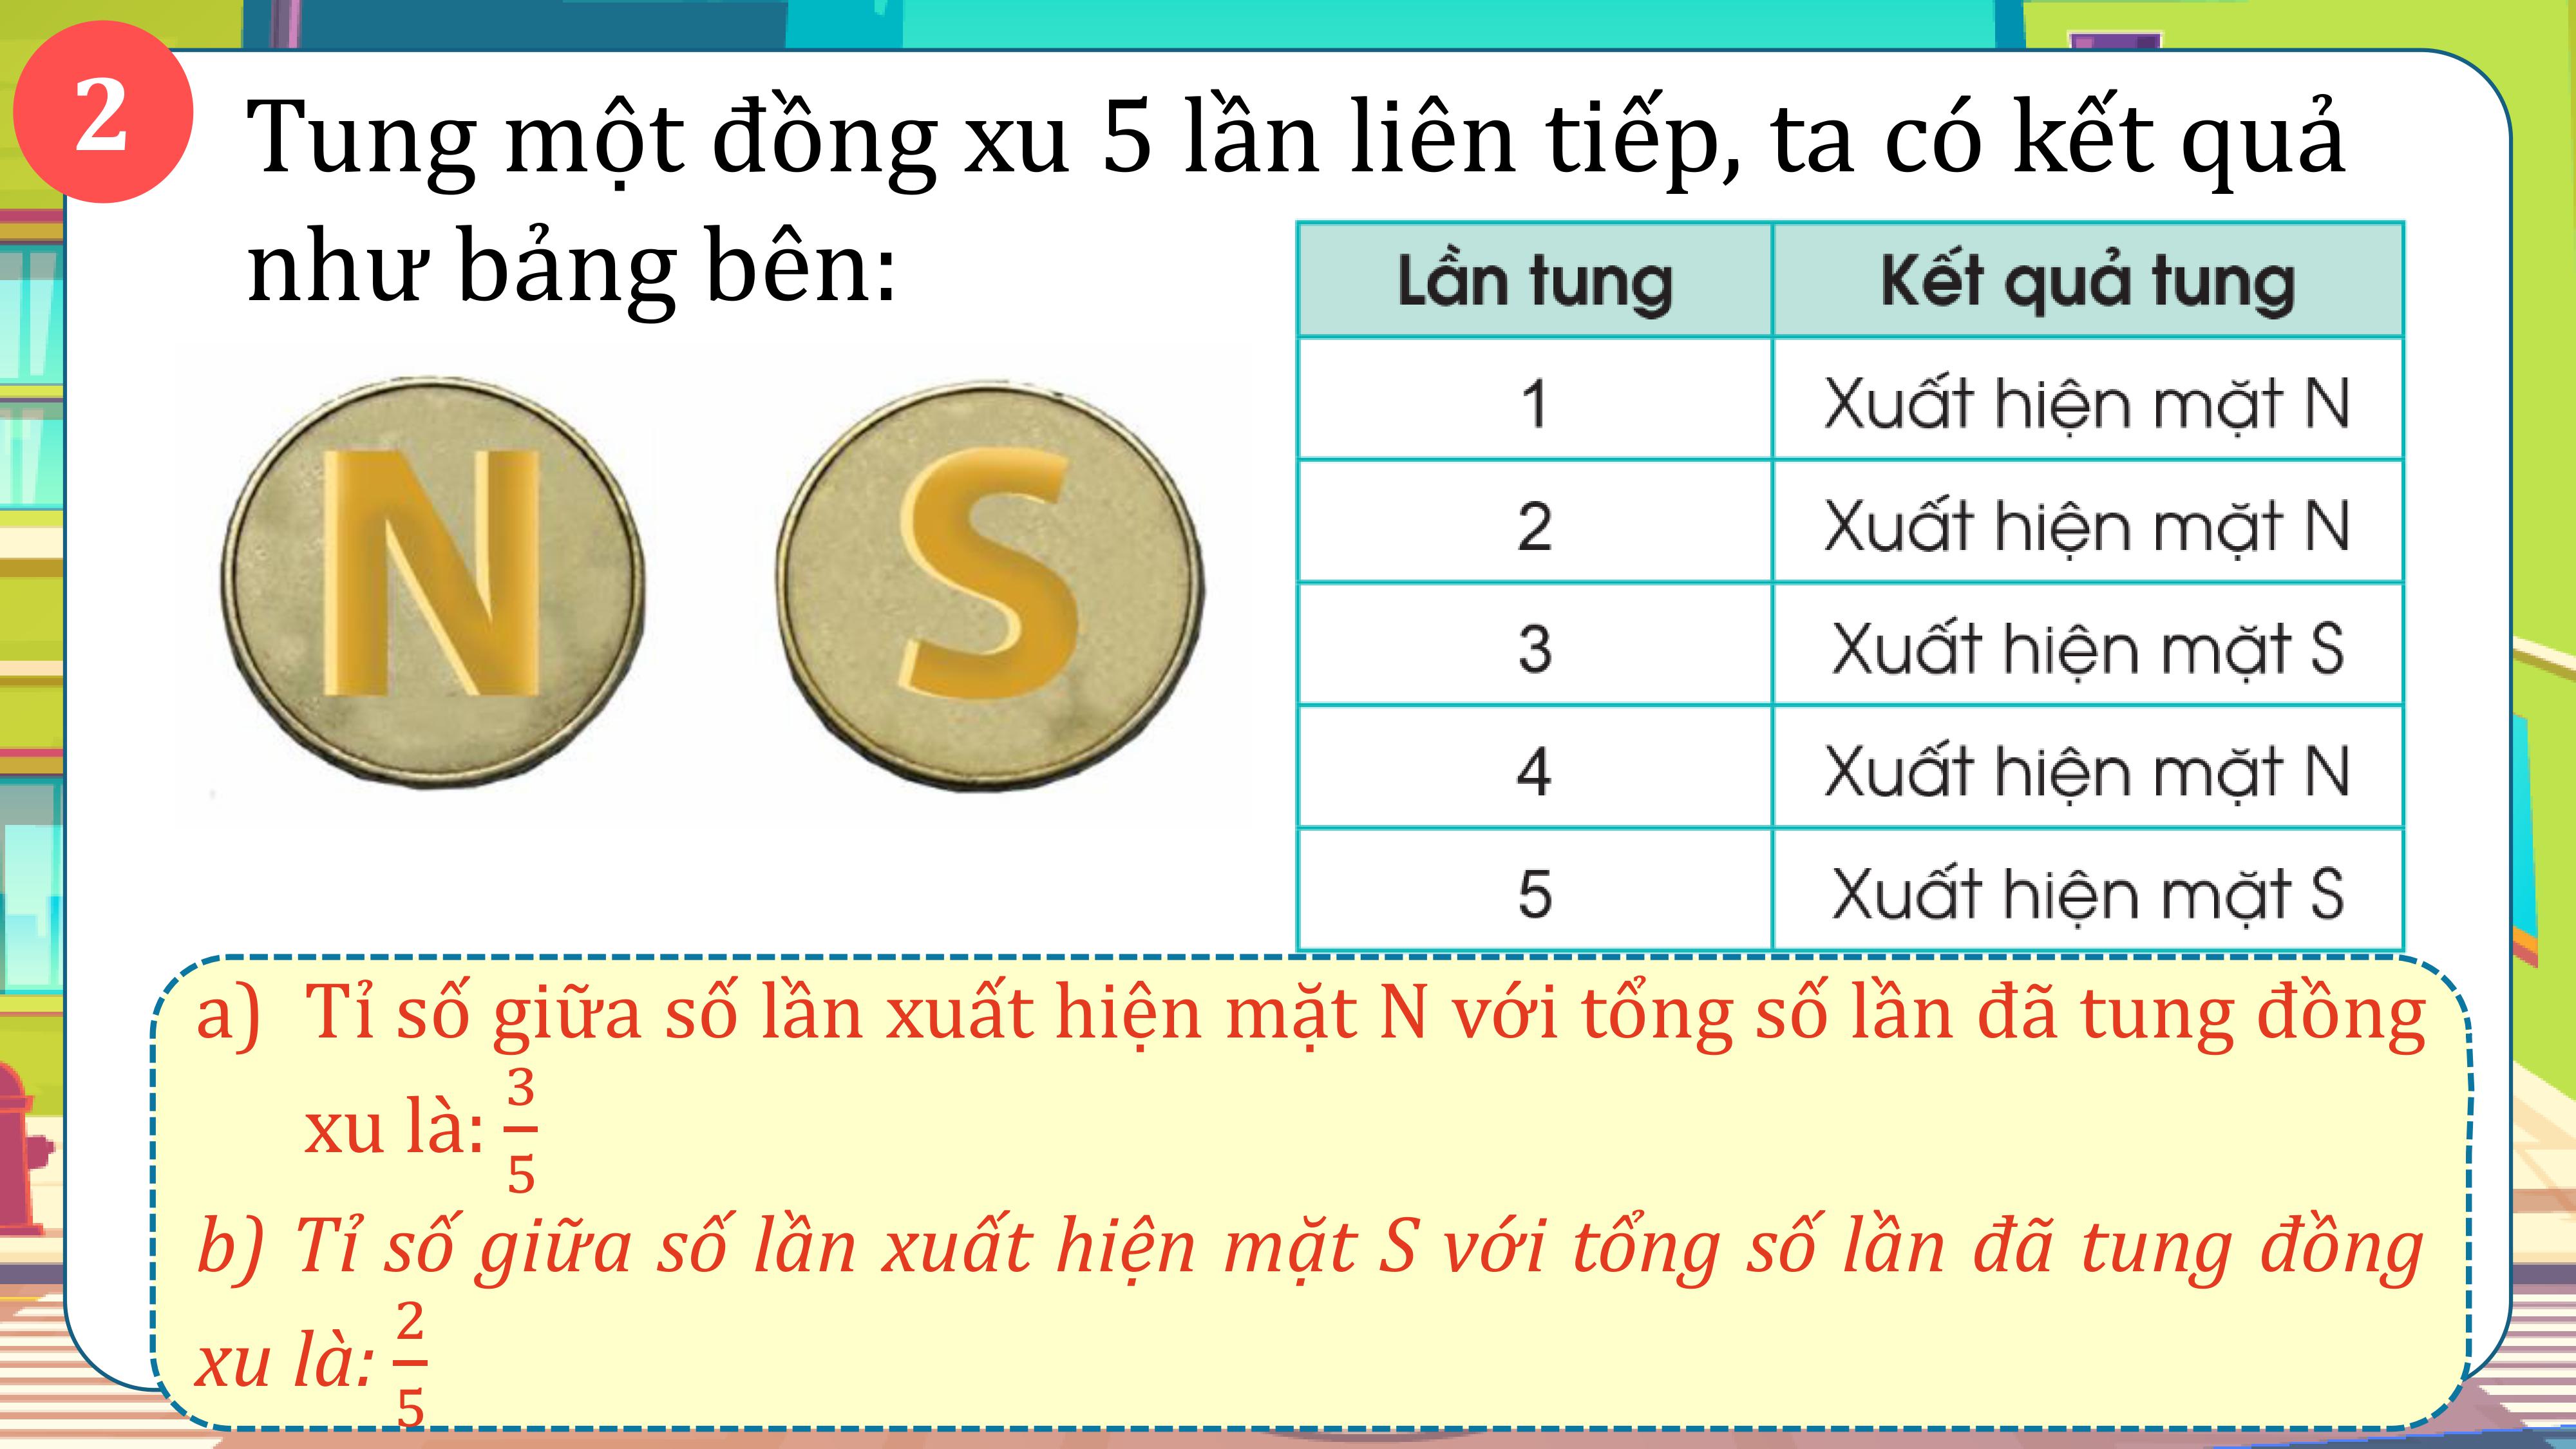 2
Tung một đồng xu 5 lần liên tiếp, ta có kết quả
như bảng bên:
N S
Lần tung Kết quả tung
1 Xuất hiện mặt N
2 Xuất hiện mặt N
3 Xuất hiện mặt S
4 Xuất hiện mặt N
5 Xuất hiện mặt S
a) Tỉ số giữa số lần xuất hiện mặt N với tổng số lần đã tung đồng
xu là: 3/5
b) Tỉ số giữa số lần xuất hiện mặt S với tổng số lần đã tung đồng
xu là: 2/5